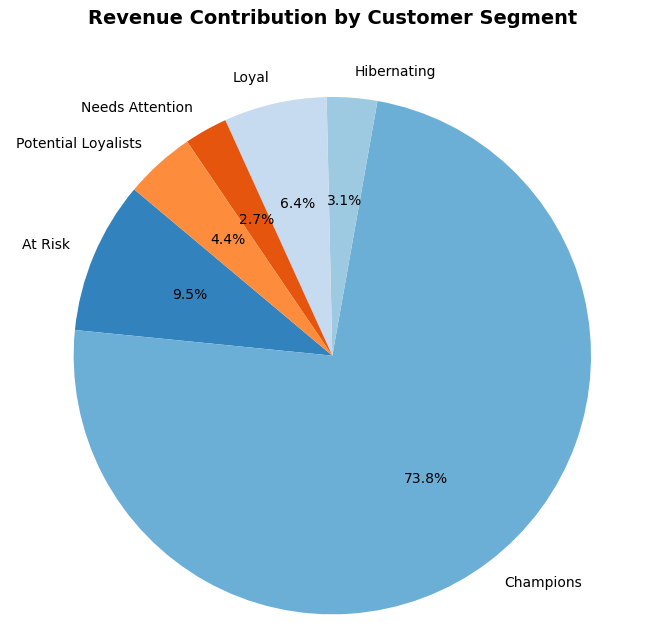 Revenue Contribution by Customer Segment
Hibernating
Loyal
Needs Attention
Potential Loyalists
At Risk
Champions
3.1%
6.4%
2.7%
4.4%
9.5%
73.8%